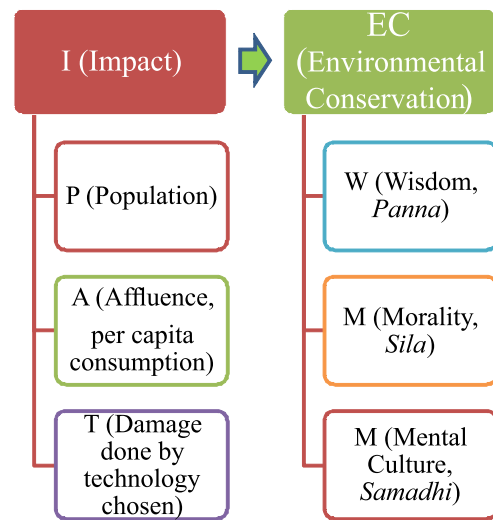 I (Impact)
P (Population)
A (Affluence,
per capita
consumption)
T (Damage
done by
technology
chosen)
EC
(Environmental
Conservation)
W (Wisdom,
Panna)
M (Morality,
Sila)
M (Mental
Culture,
Samadhi)